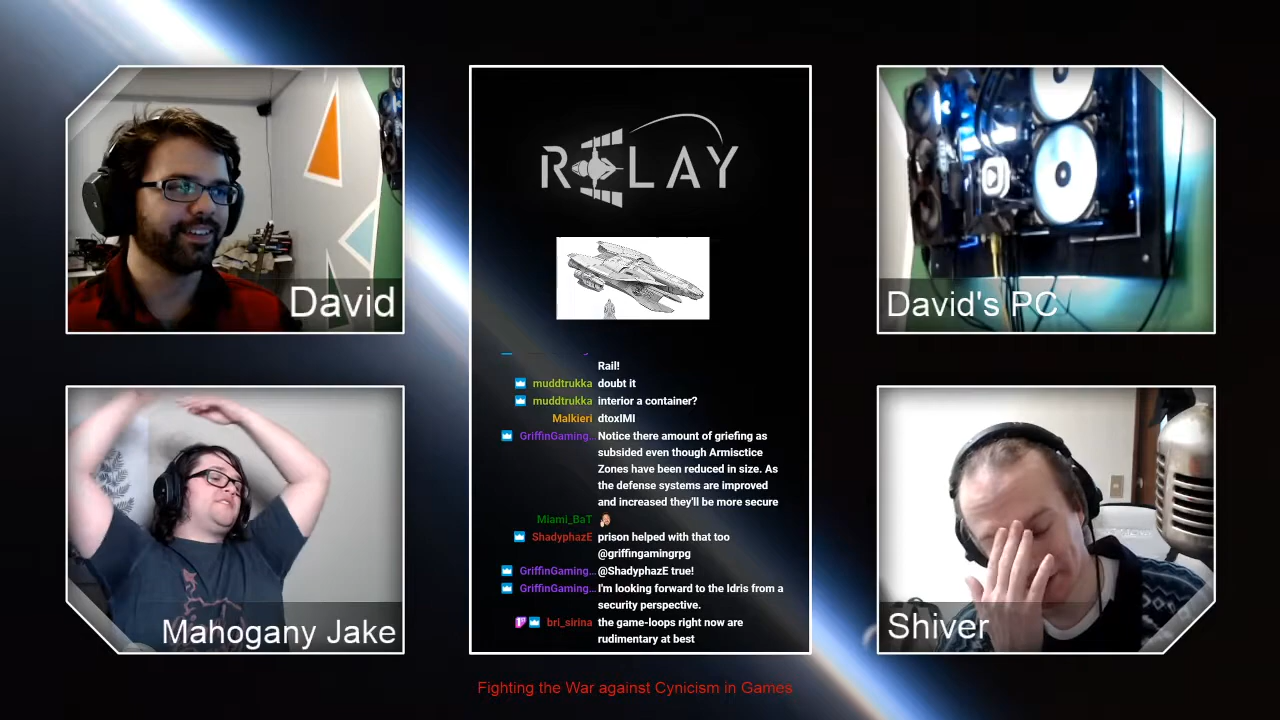 RELAY
David
David's PC
Rail!
muddtrukka doubt it
muddtrukka interior a container?
Malkieri dtoxIMI
GriffinGaming... Notice there amount of griefing as
subsided even though Armisctice
Zones have been reduced in size. As
the defense systems are improved
and increased they'll be more secure
Miami_BaT
ShadyphazE prison helped with that too
@griffingamingrpg
GriffinGaming... @ShadyphazE true!
GriffinGaming... I'm looking forward to the Idris from a
security perspective.
bri_sirina the game-loops right now are
rudimentary at best
Mahogany Jake
Shiver
Fighting the War against Cynicism in Games